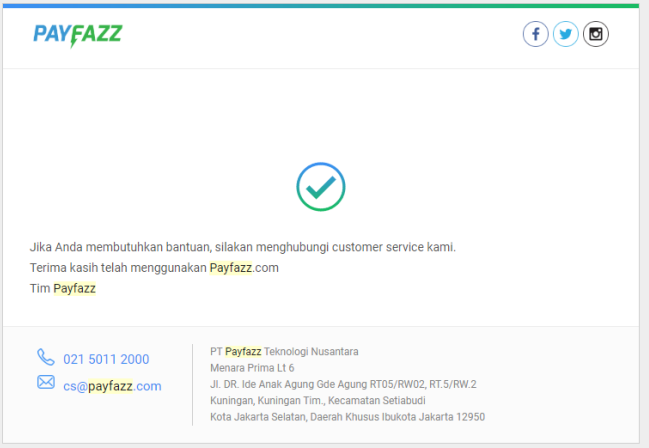 PAYFAZZ
Jika Anda membutuhkan bantuan, silakan menghubungi customer service kami.
Terima kasih telah menggunakan Payfazz.com
Tim Payfazz
021 5011 2000
cs@payfazz.com
PT Payfazz Teknologi Nusantara
Menara Prima Lt 6
Jl. DR. Ide Anak Agung Gde Agung RT05/RW02, RT.5/RW.2
Kuningan, Kuningan Tim., Kecamatan Setiabudi
Kota Jakarta Selatan, Daerah Khusus Ibukota Jakarta 12950